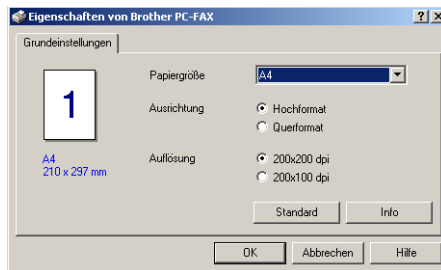 Eigenschaften von Brother PC-FAX
Grundeinstellungen
Papiergröße
A4
1
Ausrichtung
Hochformat
Querformat
A4
210 x 297 mm
Auflösung
200x200 dpi
200x100 dpi
Standard
Info
OK
Abbrechen
Hilfe